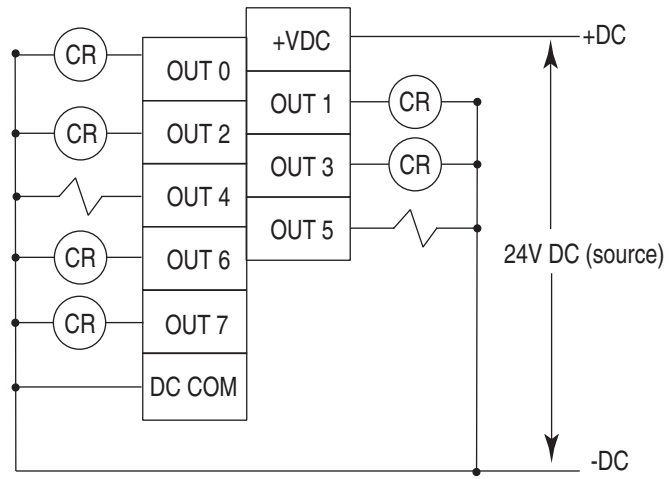 +VDC
+DC
CR
OUT 0
OUT 1
CR
CR
OUT 2
OUT 3
CR
OUT 4
OUT 5
24V DC (source)
CR
OUT 6
CR
OUT 7
DC COM
-DC